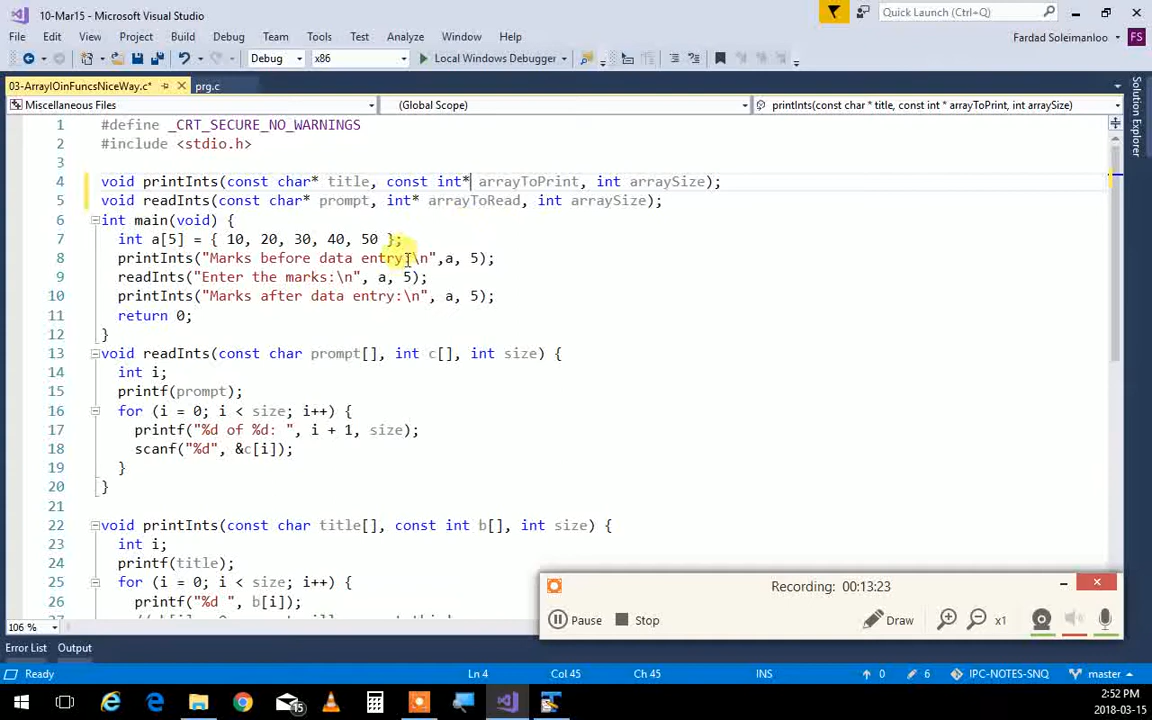 10-Mar15 - Microsoft Visual Studio
Quick Launch (Ctrl+Q)
File Edit View Project Build Debug Team Tools Test Analyze Window Help
Fardad Soleimanloo FS
Debug x86 Local Windows Debugger
03-ArrayIOinFuncsNiceWay.c* prg.c
Miscellaneous Files (Global Scope) printInts(const char * title, const int * arrayToPrint, int arraySize)
1 #define _CRT_SECURE_NO_WARNINGS
2 #include <stdio.h>
3
4 void printInts(const char* title, const int* arrayToPrint, int arraySize);
5 void readInts(const char* prompt, int* arrayToRead, int arraySize);
6 int main(void) {
7 int a[5] = { 10, 20, 30, 40, 50 };
8 printInts("Marks before data entry:\n",a, 5);
9 readInts("Enter the marks:\n", a, 5);
10 printInts("Marks after data entry:\n", a, 5);
11 return 0;
12 }
13 void readInts(const char prompt[], int c[], int size) {
14 int i;
15 printf(prompt);
16 for (i = 0; i < size; i++) {
17 printf("%d of %d: ", i + 1, size);
18 scanf("%d", &c[i]);
19 }
20 }
21
22 void printInts(const char title[], const int b[], int size) {
23 int i;
24 printf(title);
25 for (i = 0; i < size; i++) {
26 printf("%d ", b[i]);
Solution Explorer
Recording: 00:13:23
Pause Stop Draw x1
106 %
Error List Output
Ready Ln 4 Col 45 Ch 45 INS 0 6 IPC-NOTES-SNQ master
15
2:52 PM
2018-03-15